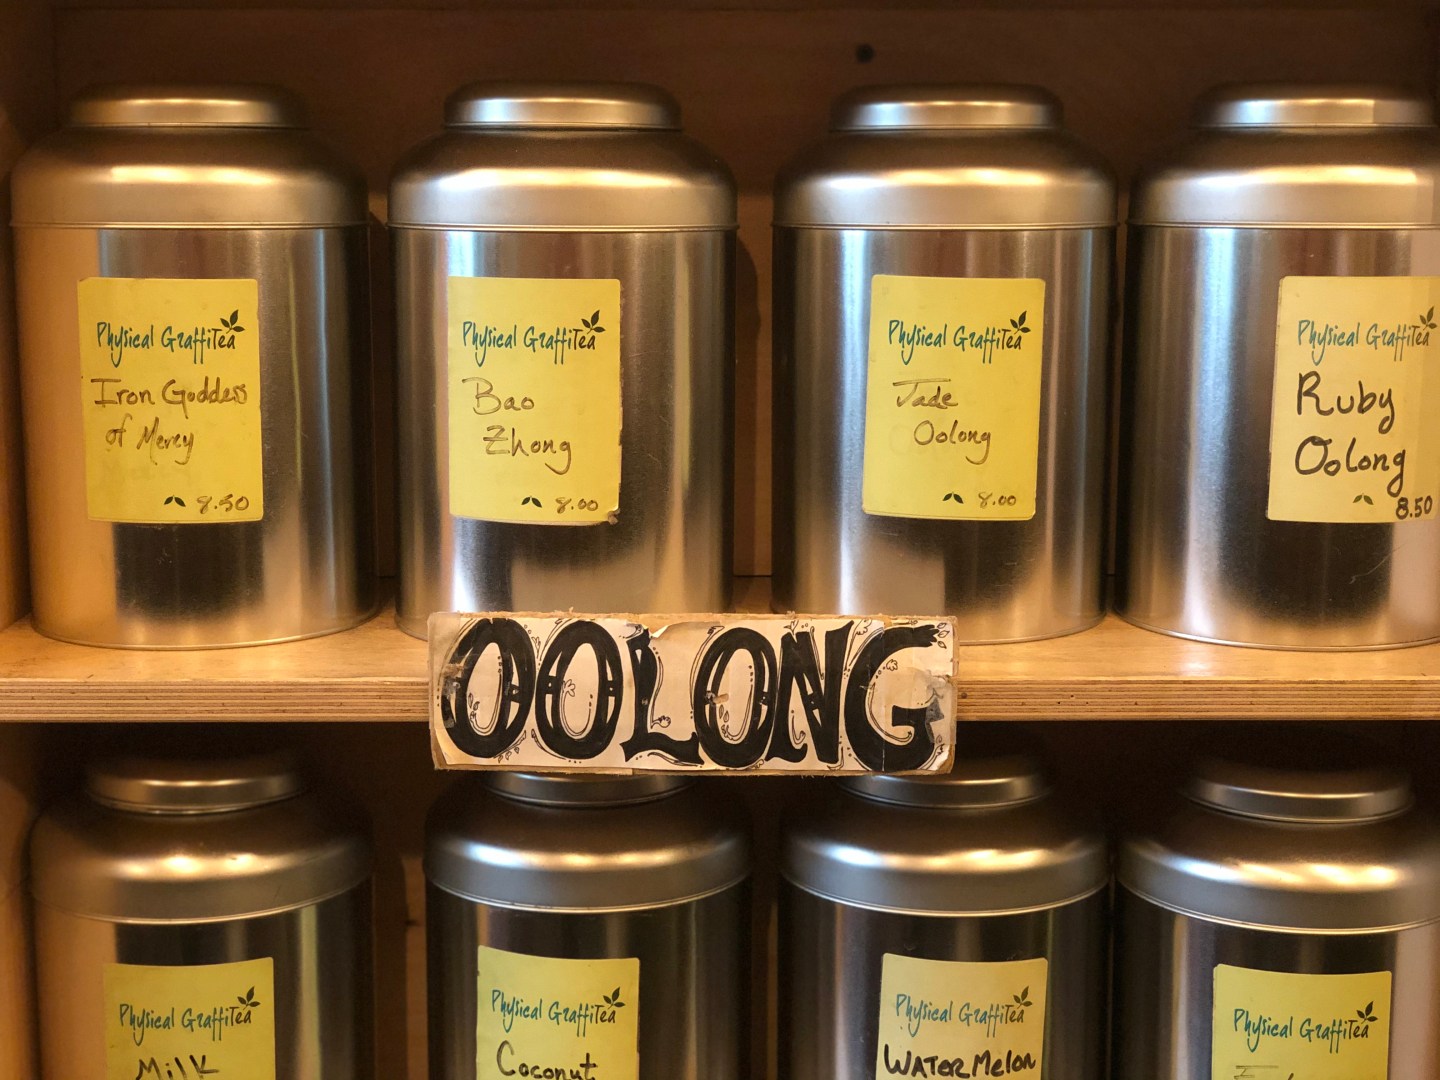 Physical GraffiTea
Iron Goddess
of Mercy
8.50
Physical GraffiTea
Bao
Zhong
8.00
Physical GraffiTea
Jade
Oolong
8.00
Physical GraffiTea
Ruby
Oolong
8.50
OOLONG
Physical GraffiTea
Milk
Physical GraffiTea
Coconut
Physical GraffiTea
WATERMelon
Physical GraffiTea